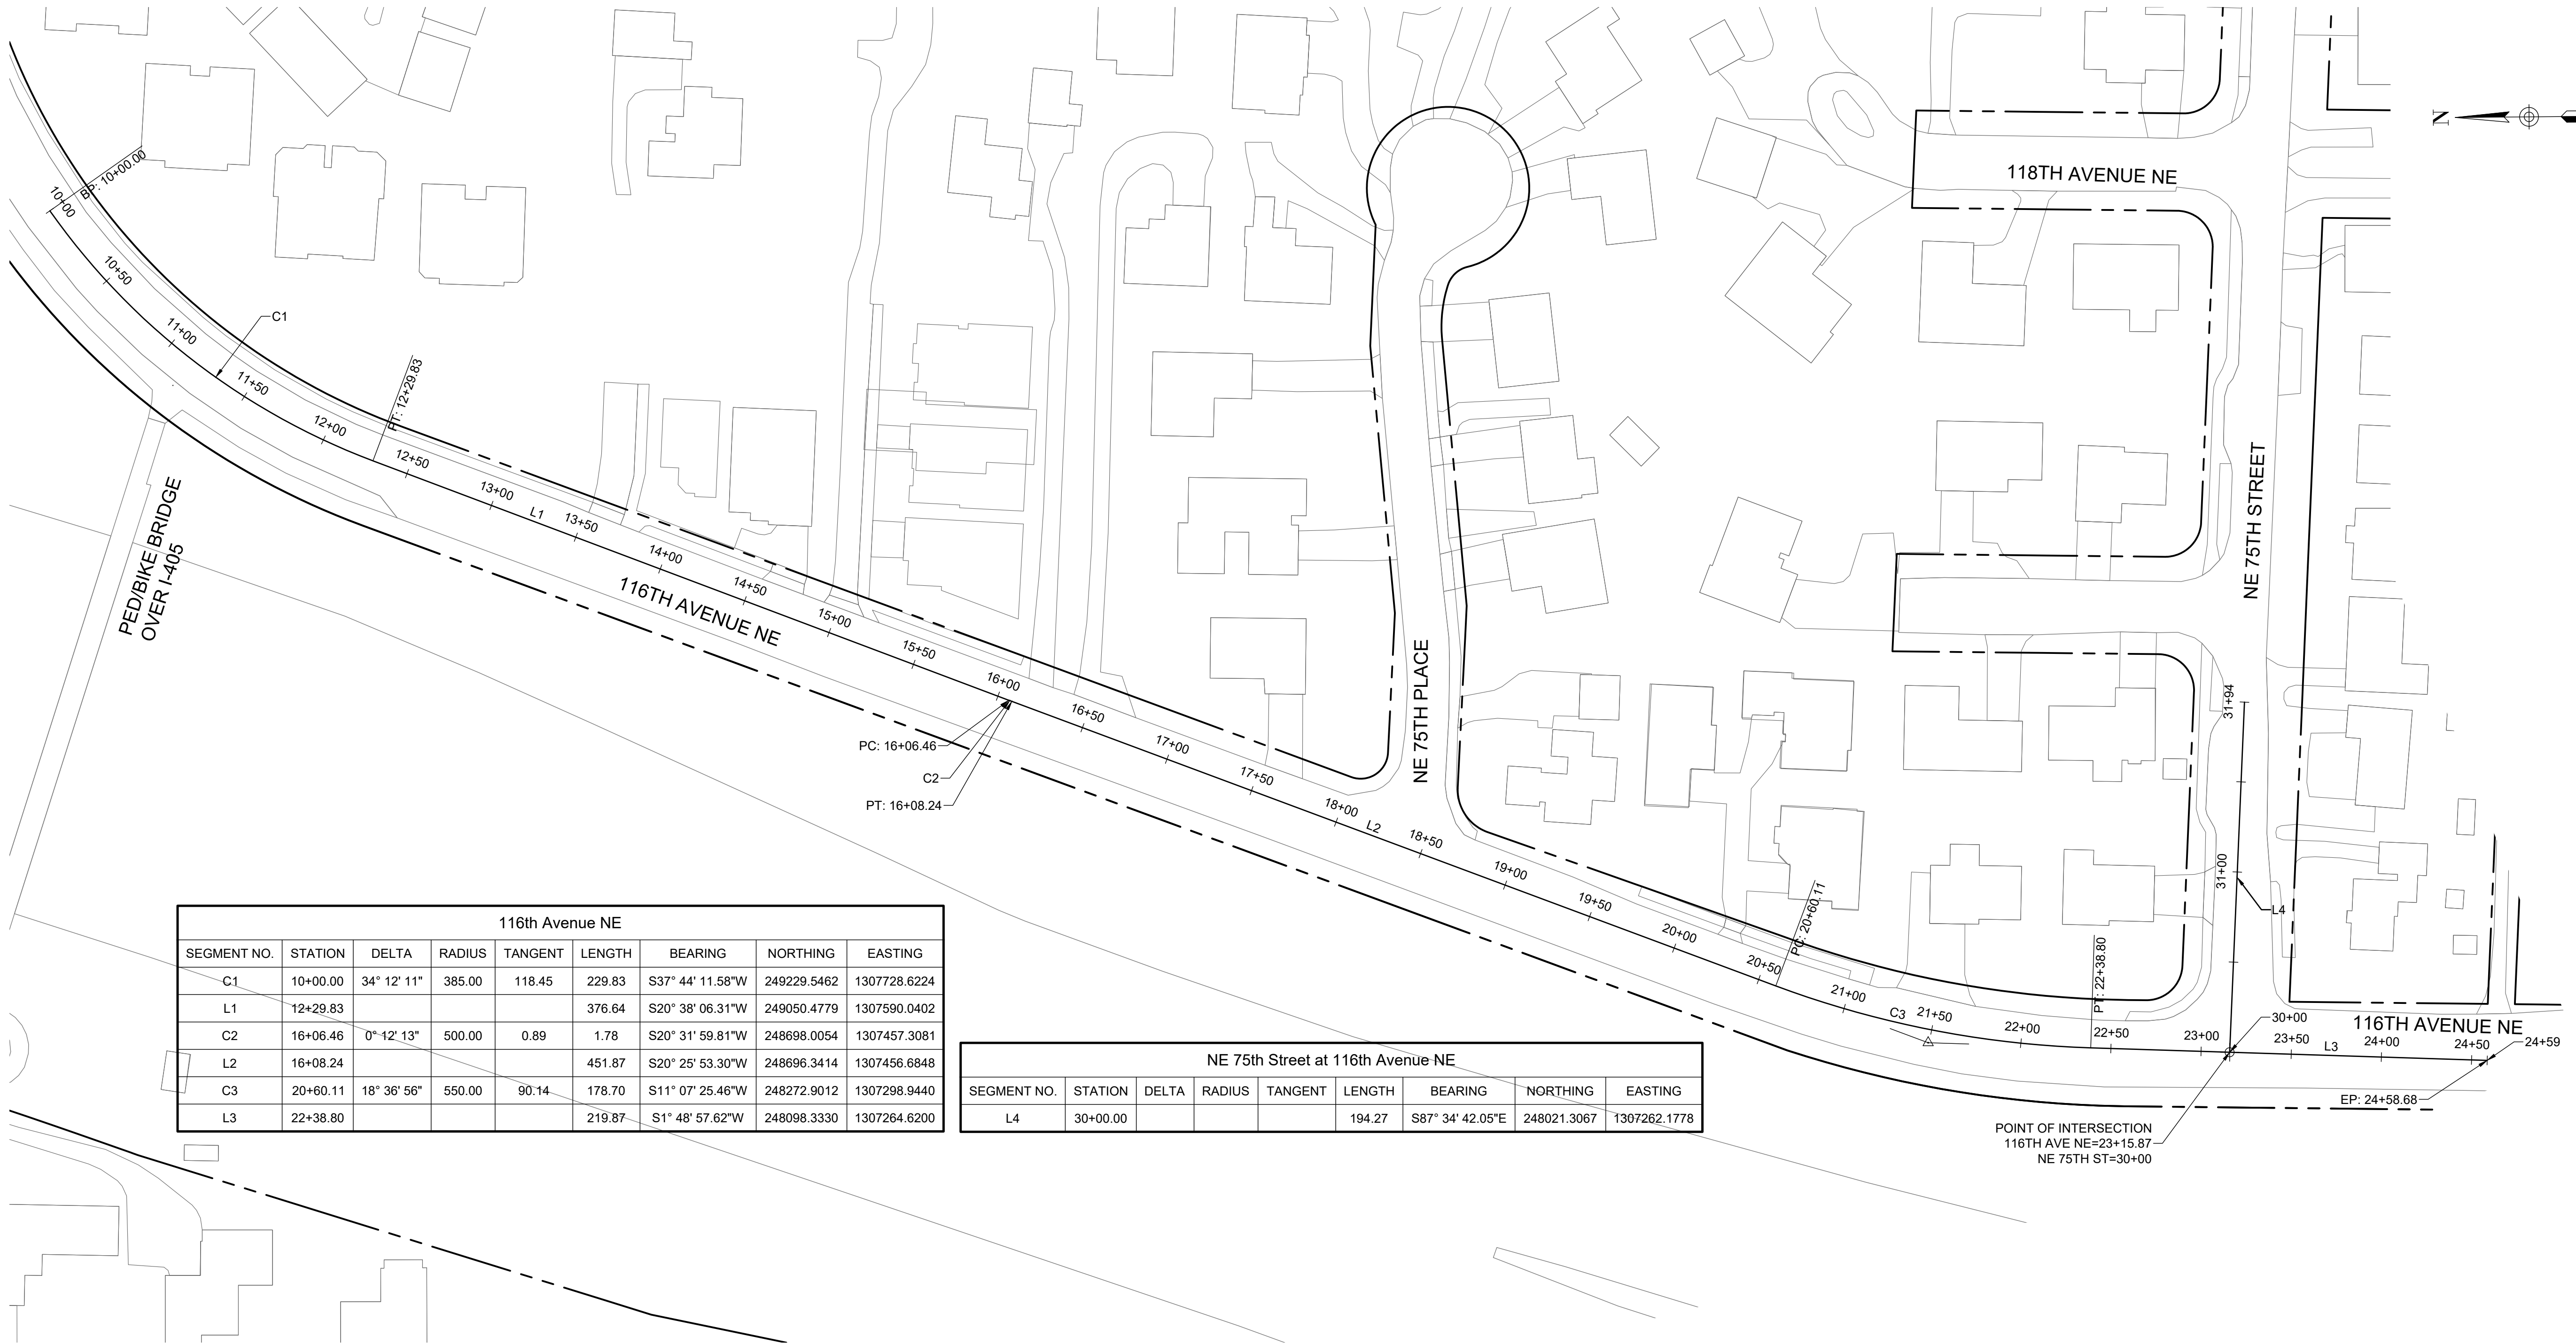 N
118TH AVENUE NE
BP: 10+00.00
10+00
10+50
11+00
C1
11+50
12+00
PT: 12+29.83
12+50
13+00
L1
13+50
14+00
14+50
15+00
15+50
16+00
16+50
17+00
17+50
18+00
L2
18+50
19+00
19+50
20+00
20+50
PC: 20+60.11
21+00
C3
21+50
22+00
PT: 22+38.80
22+50
23+00
23+50
L3
24+00
24+50
24+59
30+00
31+00
31+94
L4
PED/BIKE BRIDGE
OVER I-405
116TH AVENUE NE
NE 75TH PLACE
NE 75TH STREET
116TH AVENUE NE
PC: 16+06.46
C2
PT: 16+08.24
EP: 24+58.68
POINT OF INTERSECTION
116TH AVE NE=23+15.87
NE 75TH ST=30+00
116th Avenue NE
SEGMENT NO. STATION DELTA RADIUS TANGENT LENGTH BEARING NORTHING EASTING
C1 10+00.00 34° 12' 11" 385.00 118.45 229.83 S37° 44' 11.58"W 249229.5462 1307728.6224
L1 12+29.83 376.64 S20° 38' 06.31"W 249050.4779 1307590.0402
C2 16+06.46 0° 12' 13" 500.00 0.89 1.78 S20° 31' 59.81"W 248698.0054 1307457.3081
L2 16+08.24 451.87 S20° 25' 53.30"W 248696.3414 1307456.6848
C3 20+60.11 18° 36' 56" 550.00 90.14 178.70 S11° 07' 25.46"W 248272.9012 1307298.9440
L3 22+38.80 219.87 S1° 48' 57.62"W 248098.3330 1307264.6200
NE 75th Street at 116th Avenue NE
SEGMENT NO. STATION DELTA RADIUS TANGENT LENGTH BEARING NORTHING EASTING
L4 30+00.00 194.27 S87° 34' 42.05"E 248021.3067 1307262.1778